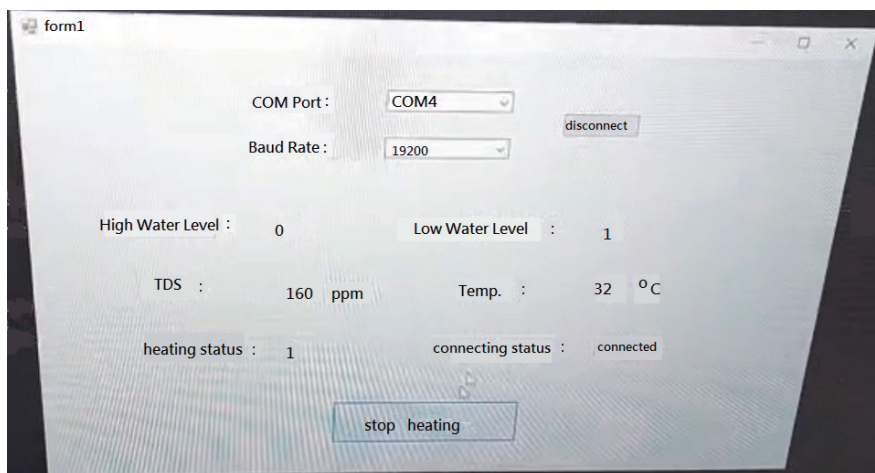 form1
COM Port : COM4
disconnect
Baud Rate : 19200
High Water Level : 0 Low Water Level : 1
TDS : 160 ppm Temp. : 32 °C
heating status : 1 connecting status : connected
stop heating